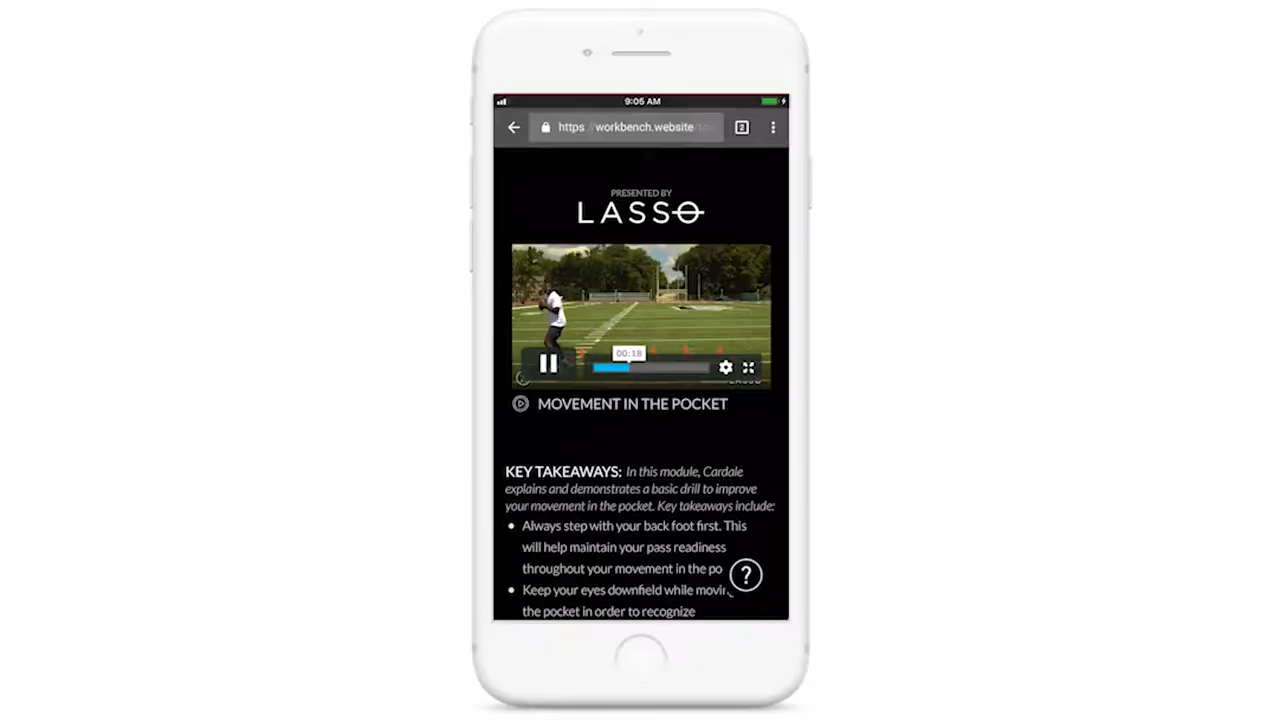 9:05 AM
https://workbench.website
2
PRESENTED BY
LASSO
00:18
LASSO
MOVEMENT IN THE POCKET
KEY TAKEAWAYS: In this module, Cardale
explains and demonstrates a basic drill to improve
your movement in the pocket. Key takeaways include:
• Always step with your back foot first. This
will help maintain your pass readiness
throughout your movement in the po
?
• Keep your eyes downfield while movin
the pocket in order to recognize